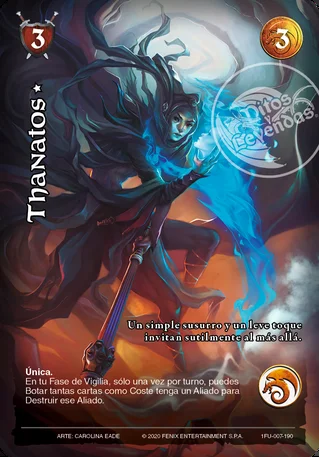 3
3
Mitos
y
Leyendas
Thanatos
Un simple susurro y un leve toque
invitan sutilmente al más allá.
Única.
En tu Fase de Vigilia, sólo una vez por turno, puedes
Botar tantas cartas como Coste tenga un Aliado para
Destruir ese Aliado.
ARTE: CAROLINA EADE © 2020 FENIX ENTERTAINMENT S.P.A. 1FU-007-190